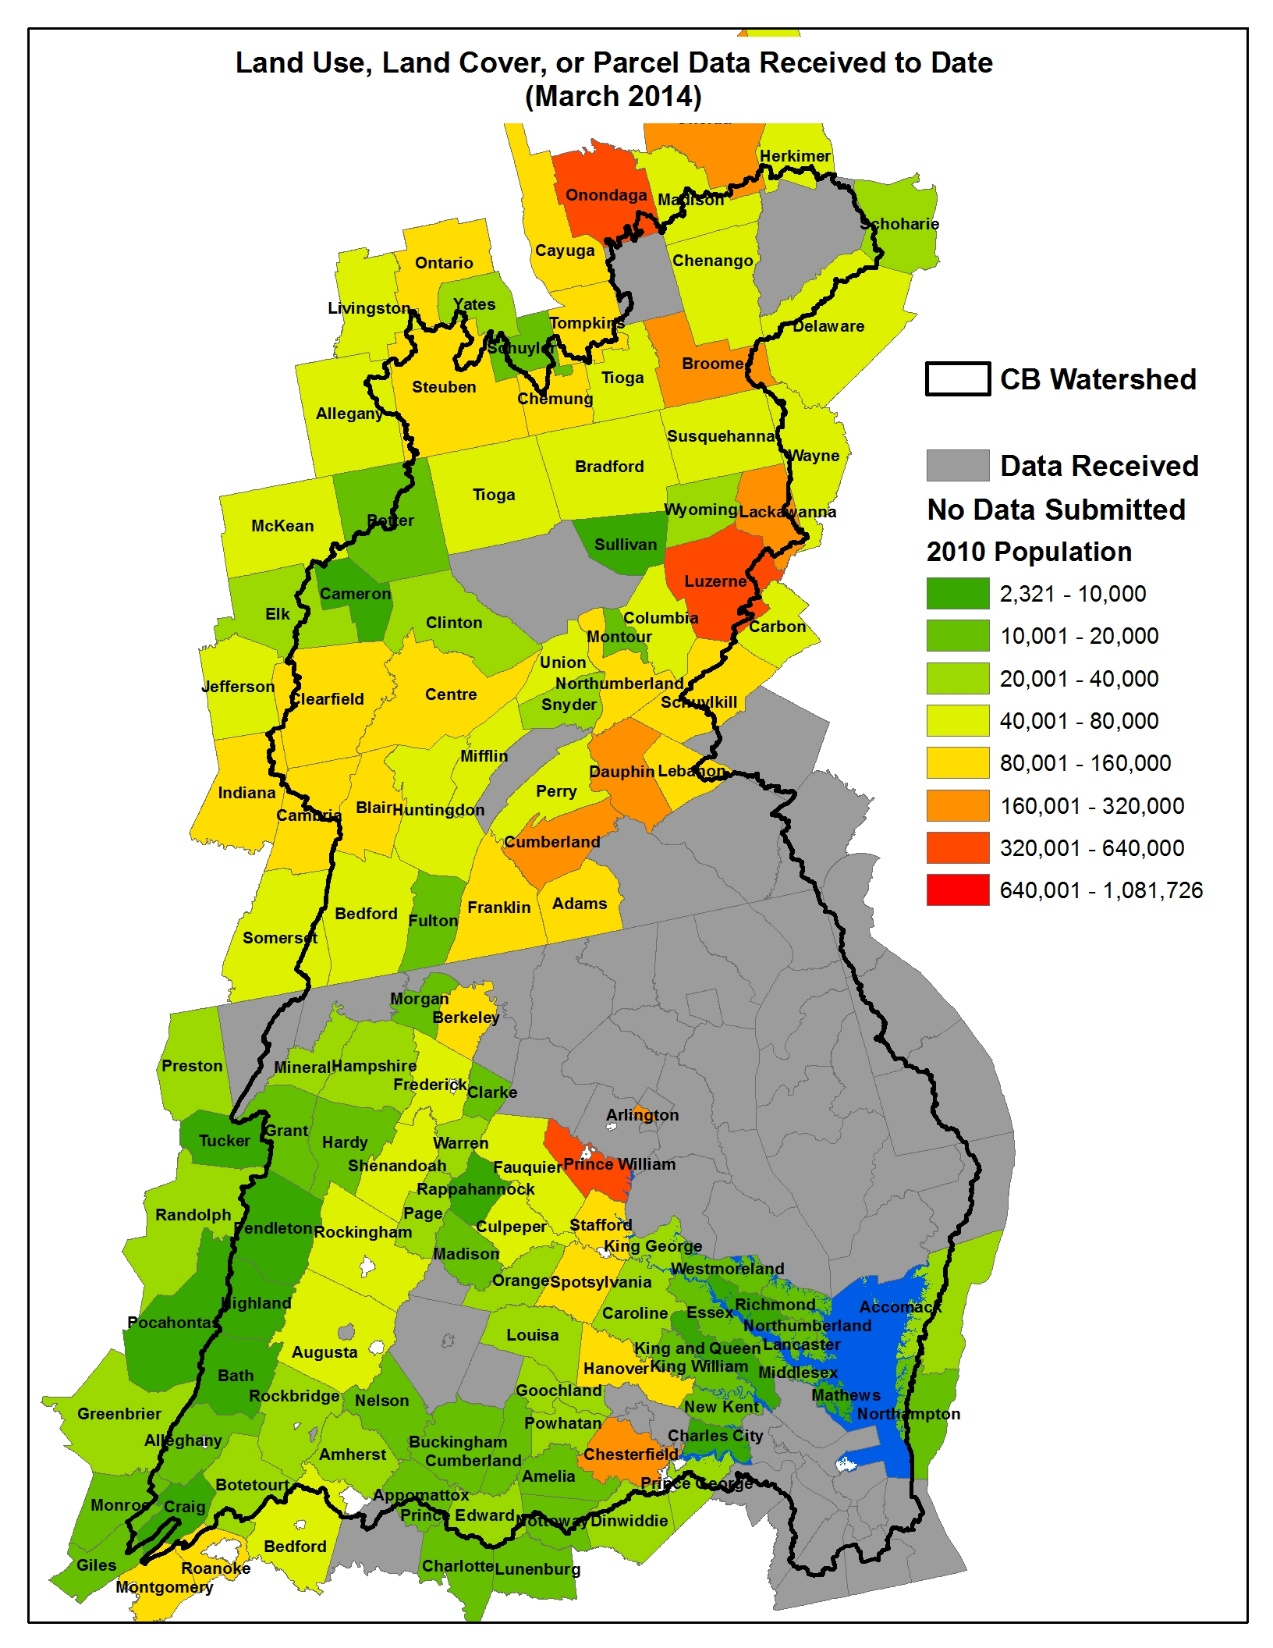 Land Use, Land Cover, or Parcel Data Received to Date
(March 2014)
Herkimer
Onondaga
Madison
Schoharie
Cayuga
Chenango
Ontario
Livingston
Yates
Tompkins
Delaware
Schuyler
Broome
Tioga
Steuben
Chemung
Allegany
Susquehanna
Wayne
Bradford
Tioga
McKean
Potter
Wyoming
Lackawanna
Sullivan
Luzerne
Cameron
Elk
Clinton
Columbia
Carbon
Montour
Union
Northumberland
Jefferson
Clearfield
Centre
Snyder
Schuylkill
Mifflin
Dauphin
Lebanon
Indiana
Perry
Cambria
Blair
Huntingdon
Cumberland
Bedford
Fulton
Franklin
Adams
Somerset
Morgan
Berkeley
Preston
Mineral
Hampshire
Frederick
Clarke
Arlington
Tucker
Grant
Hardy
Warren
Shenandoah
Fauquier
Prince William
Rappahannock
Randolph
Page
Pendleton
Rockingham
Culpeper
Stafford
Madison
King George
Westmoreland
Orange
Spotsylvania
Highland
Pocahontas
Caroline
Essex
Richmond
Accomack
Northumberland
Louisa
Lancaster
Augusta
King and Queen
Hanover
King William
Middlesex
Bath
Rockbridge
Nelson
Goochland
Mathews
New Kent
Greenbrier
Powhatan
Northampton
Charles City
Alleghany
Amherst
Buckingham
Cumberland
Chesterfield
Amelia
Botetourt
Prince George
Appomattox
Monroe
Craig
Prince Edward
Nottoway
Dinwiddie
Bedford
Giles
Roanoke
Charlotte
Lunenburg
Montgomery
CB Watershed
Data Received
No Data Submitted
2010 Population
2,321 - 10,000
10,001 - 20,000
20,001 - 40,000
40,001 - 80,000
80,001 - 160,000
160,001 - 320,000
320,001 - 640,000
640,001 - 1,081,726